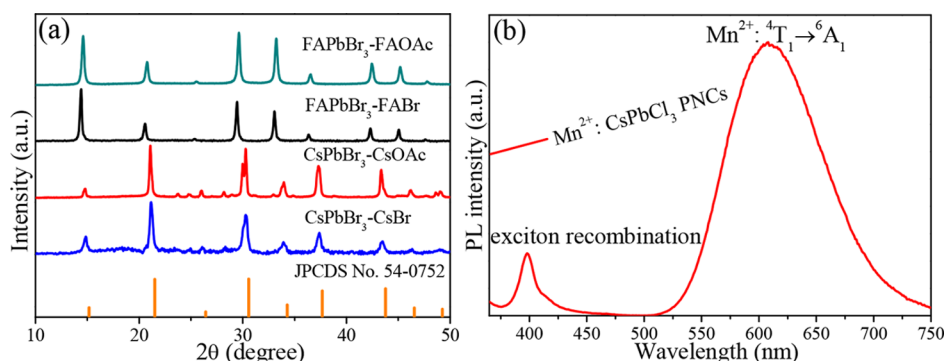 (a)
FAPbBr₃-FAOAc
FAPbBr₃-FABr
CsPbBr₃-CsOAc
CsPbBr₃-CsBr
JPCDS No. 54-0752
Intensity (a.u.)
10 20 30 40 50
2θ (degree)
(b)
Mn²⁺: ⁴T₁→⁶A₁
Mn²⁺: CsPbCl₃ PNCs
exciton recombination
PL intensity (a.u.)
400 450 500 550 600 650 700 750
Wavelength (nm)